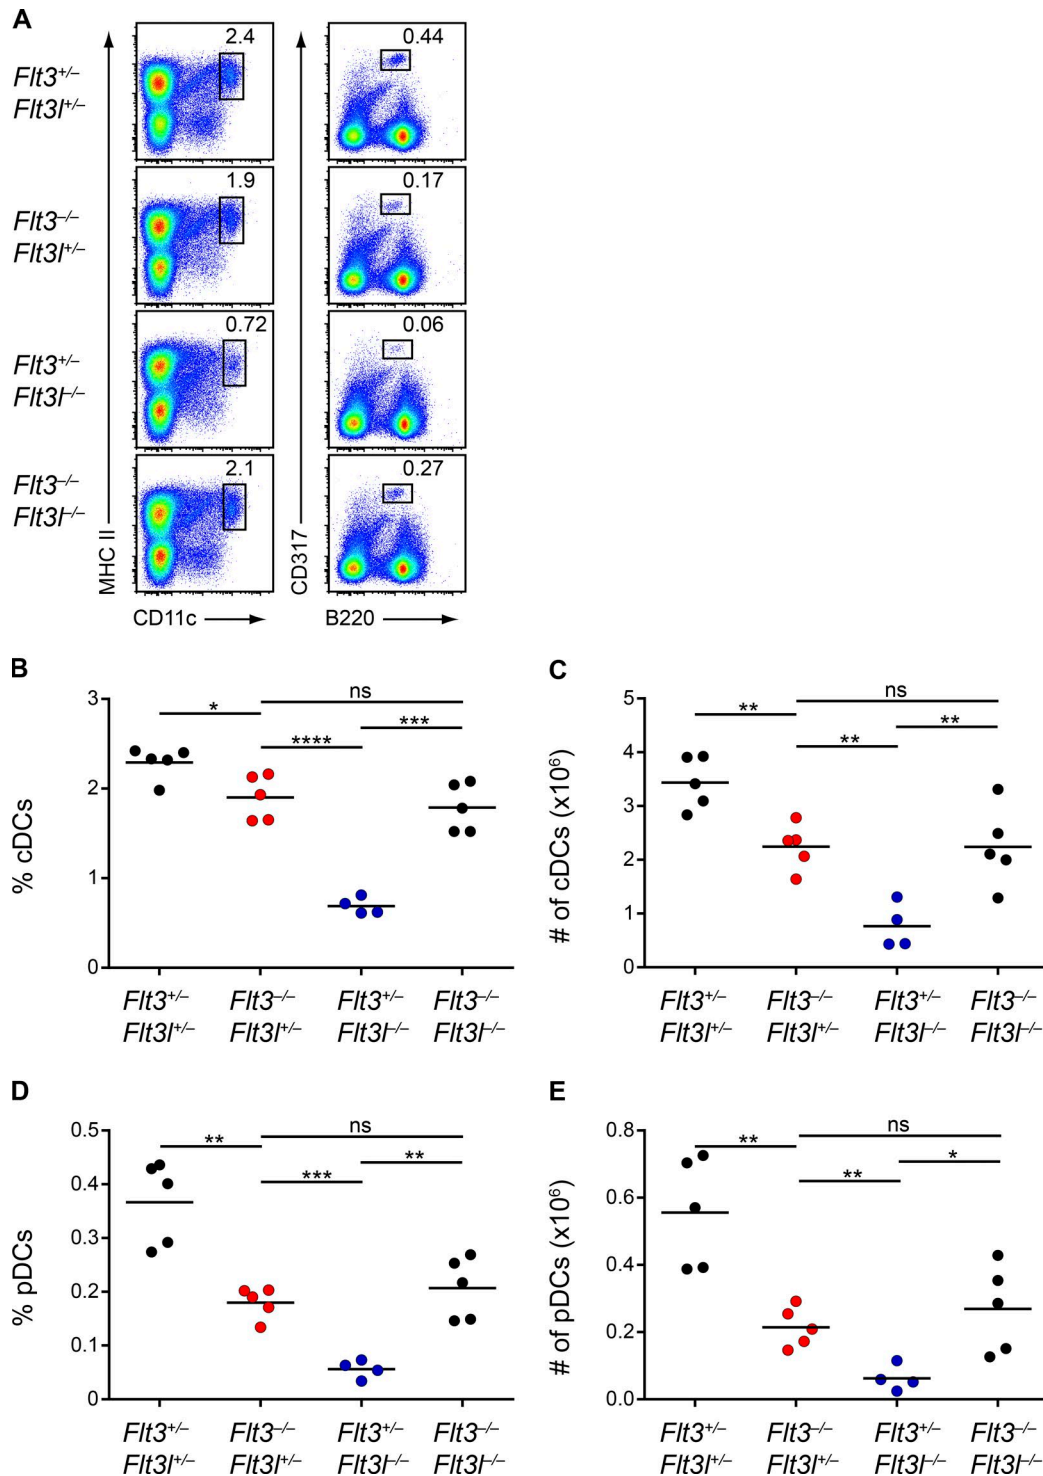 A
Flt3+/–
Flt3l+/–
2.4
0.44
Flt3–/–
Flt3l+/–
1.9
0.17
Flt3+/–
Flt3l–/–
0.72
0.06
Flt3–/–
Flt3l–/–
2.1
0.27
MHC II
CD317
CD11c
B220
B
% cDCs
3
2
1
0
*
****
ns
***
Flt3+/– Flt3–/– Flt3+/– Flt3–/–
Flt3l+/– Flt3l+/– Flt3l–/– Flt3l–/–
C
# of cDCs (x10⁶)
5
4
3
2
1
0
**
**
ns
**
Flt3+/– Flt3–/– Flt3+/– Flt3–/–
Flt3l+/– Flt3l+/– Flt3l–/– Flt3l–/–
D
% pDCs
0.5
0.4
0.3
0.2
0.1
0
**
***
ns
**
Flt3+/– Flt3–/– Flt3+/– Flt3–/–
Flt3l+/– Flt3l+/– Flt3l–/– Flt3l–/–
E
# of pDCs (x10⁶)
0.8
0.6
0.4
0.2
0.0
**
**
ns
*
Flt3+/– Flt3–/– Flt3+/– Flt3–/–
Flt3l+/– Flt3l+/– Flt3l–/– Flt3l–/–